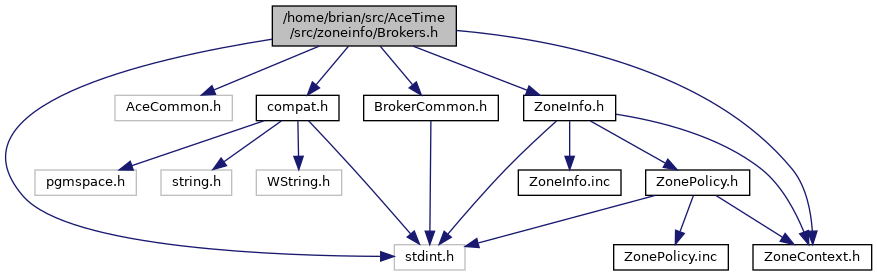 /home/brian/src/AceTime
/src/zoneinfo/Brokers.h
AceCommon.h
compat.h
BrokerCommon.h
ZoneInfo.h
pgmspace.h
string.h
WString.h
ZoneInfo.inc
ZonePolicy.h
stdint.h
ZonePolicy.inc
ZoneContext.h